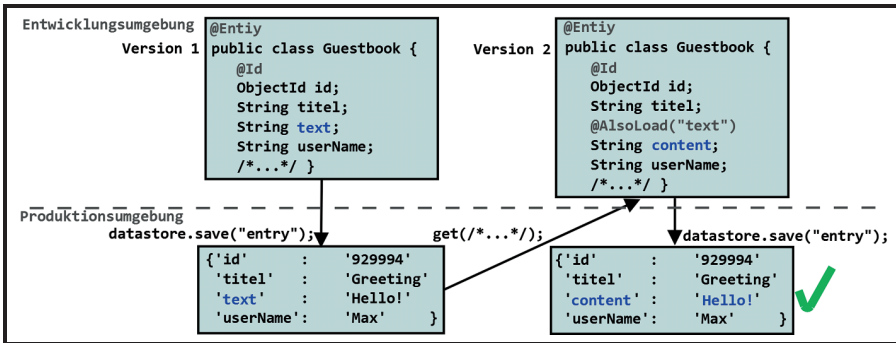 Entwicklungsumgebung
Version 1
@Entiy
public class Guestbook {
@Id
ObjectId id;
String titel;
String text;
String userName;
/*...*/ }
Version 2
@Entiy
public class Guestbook {
@Id
ObjectId id;
String titel;
@AlsoLoad("text")
String content;
String userName;
/*...*/ }
Produktionsumgebung
datastore.save("entry");
get(/*...*/);
datastore.save("entry");
{'id' : '929994'
'titel' : 'Greeting'
'text' : 'Hello!'
'userName': 'Max' }
{'id' : '929994'
'titel' : 'Greeting'
'content' : 'Hello!'
'userName': 'Max' }